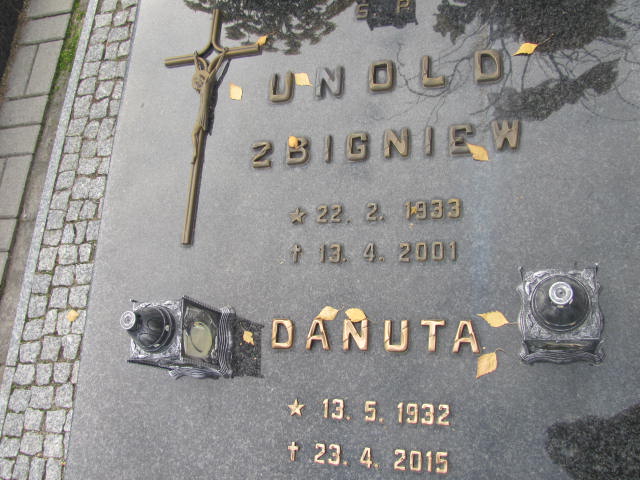 S P
UNOLD
ZBIGNIEW
★ 22. 2. 1933
✝ 13. 4. 2001
DANUTA
★ 13. 5. 1932
✝ 23. 4. 2015